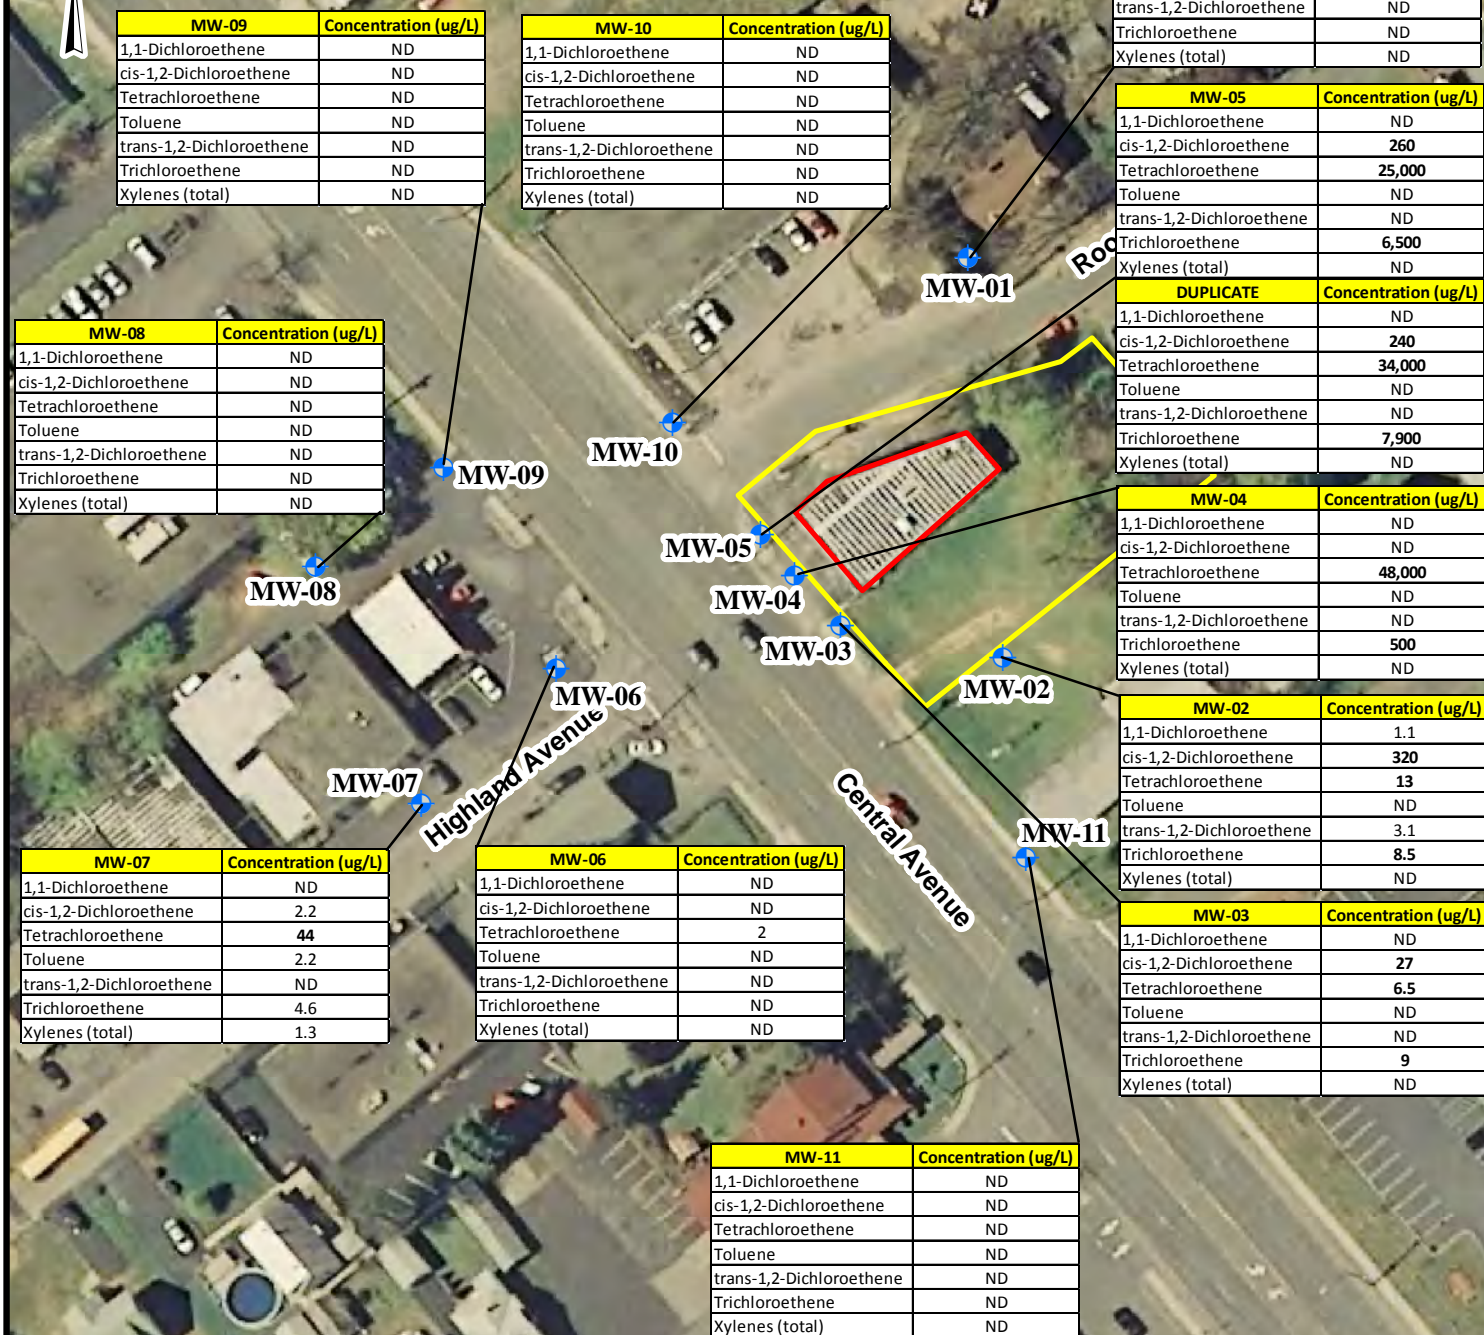 trans-1,2-Dichloroethene ND
Trichloroethene ND
Xylenes (total) ND
MW-09 Concentration (ug/L)
1,1-Dichloroethene ND
cis-1,2-Dichloroethene ND
Tetrachloroethene ND
Toluene ND
trans-1,2-Dichloroethene ND
Trichloroethene ND
Xylenes (total) ND
MW-10 Concentration (ug/L)
1,1-Dichloroethene ND
cis-1,2-Dichloroethene ND
Tetrachloroethene ND
Toluene ND
trans-1,2-Dichloroethene ND
Trichloroethene ND
Xylenes (total) ND
MW-05 Concentration (ug/L)
1,1-Dichloroethene ND
cis-1,2-Dichloroethene 260
Tetrachloroethene 25,000
Toluene ND
trans-1,2-Dichloroethene ND
Trichloroethene 6,500
Xylenes (total) ND
DUPLICATE Concentration (ug/L)
1,1-Dichloroethene ND
cis-1,2-Dichloroethene 240
Tetrachloroethene 34,000
Toluene ND
trans-1,2-Dichloroethene ND
Trichloroethene 7,900
Xylenes (total) ND
MW-01
Roo
MW-08 Concentration (ug/L)
1,1-Dichloroethene ND
cis-1,2-Dichloroethene ND
Tetrachloroethene ND
Toluene ND
trans-1,2-Dichloroethene ND
Trichloroethene ND
Xylenes (total) ND
MW-10
MW-09
MW-05
MW-08
MW-04
MW-03
MW-02
MW-06
MW-04 Concentration (ug/L)
1,1-Dichloroethene ND
cis-1,2-Dichloroethene ND
Tetrachloroethene 48,000
Toluene ND
trans-1,2-Dichloroethene ND
Trichloroethene 500
Xylenes (total) ND
MW-02 Concentration (ug/L)
1,1-Dichloroethene 1.1
cis-1,2-Dichloroethene 320
Tetrachloroethene 13
Toluene ND
trans-1,2-Dichloroethene 3.1
Trichloroethene 8.5
Xylenes (total) ND
MW-07
Highland Avenue
Central Avenue
MW-11
MW-07 Concentration (ug/L)
1,1-Dichloroethene ND
cis-1,2-Dichloroethene 2.2
Tetrachloroethene 44
Toluene 2.2
trans-1,2-Dichloroethene ND
Trichloroethene 4.6
Xylenes (total) 1.3
MW-06 Concentration (ug/L)
1,1-Dichloroethene ND
cis-1,2-Dichloroethene ND
Tetrachloroethene 2
Toluene ND
trans-1,2-Dichloroethene ND
Trichloroethene ND
Xylenes (total) ND
MW-03 Concentration (ug/L)
1,1-Dichloroethene ND
cis-1,2-Dichloroethene 27
Tetrachloroethene 6.5
Toluene ND
trans-1,2-Dichloroethene ND
Trichloroethene 9
Xylenes (total) ND
MW-11 Concentration (ug/L)
1,1-Dichloroethene ND
cis-1,2-Dichloroethene ND
Tetrachloroethene ND
Toluene ND
trans-1,2-Dichloroethene ND
Trichloroethene ND
Xylenes (total) ND